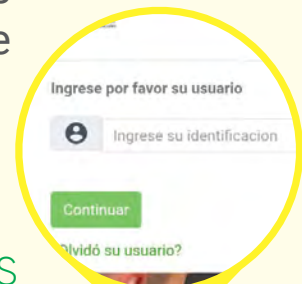 e
Ingrese por favor su usuario
Ingrese su identificacion
Continuar
Olvidó su usuario?
S